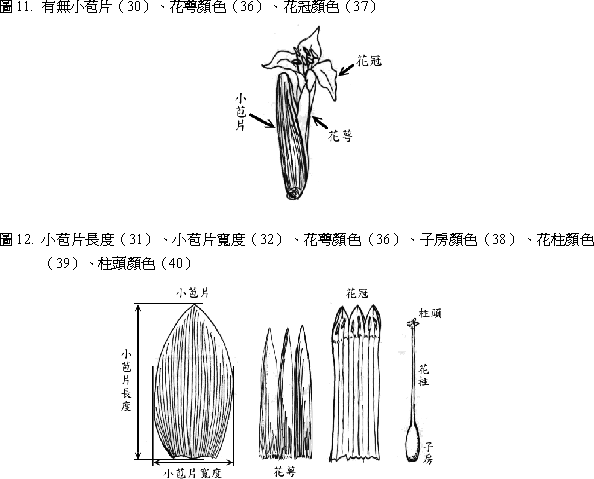 圖11. 有無小苞片（30）、花萼顏色（36）、花冠顏色（37）
花冠
小苞片
花萼
圖12. 小苞片長度（31）、小苞片寬度（32）、花萼顏色（36）、子房顏色（38）、花柱顏色
（39）、柱頭顏色（40）
小苞片
花冠
柱頭
小苞片長度
花柱
子房
小苞片寬度
花萼